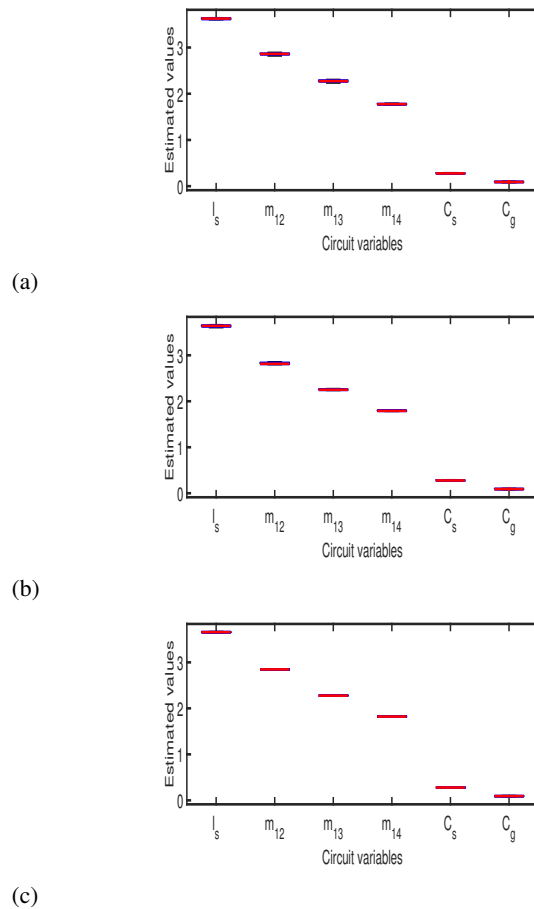 Estimated values
3
2
1
0
l_s m_12 m_13 m_14 C_s C_g
Circuit variables
(a)
Estimated values
3
2
1
0
l_s m_12 m_13 m_14 C_s C_g
Circuit variables
(b)
Estimated values
3
2
1
0
l_s m_12 m_13 m_14 C_s C_g
Circuit variables
(c)